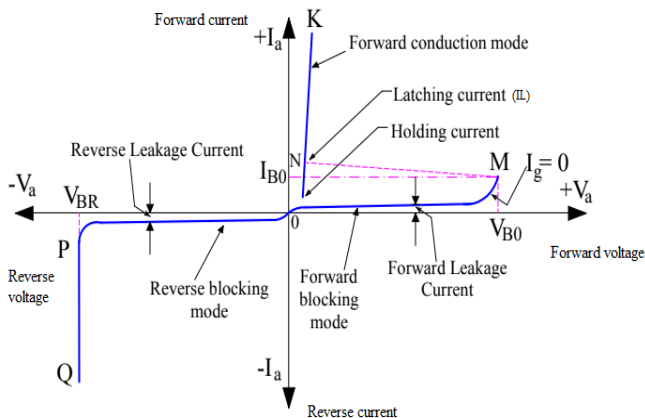 Forward current
+Ia
K
Forward conduction mode
Latching current (IL)
Holding current
Reverse Leakage Current
N
IB0
M
Ig = 0
-Va
VBR
+Va
0
VB0
P
Forward voltage
Reverse
voltage
Reverse blocking
mode
Forward
blocking
mode
Forward Leakage
Current
Q
-Ia
Reverse current